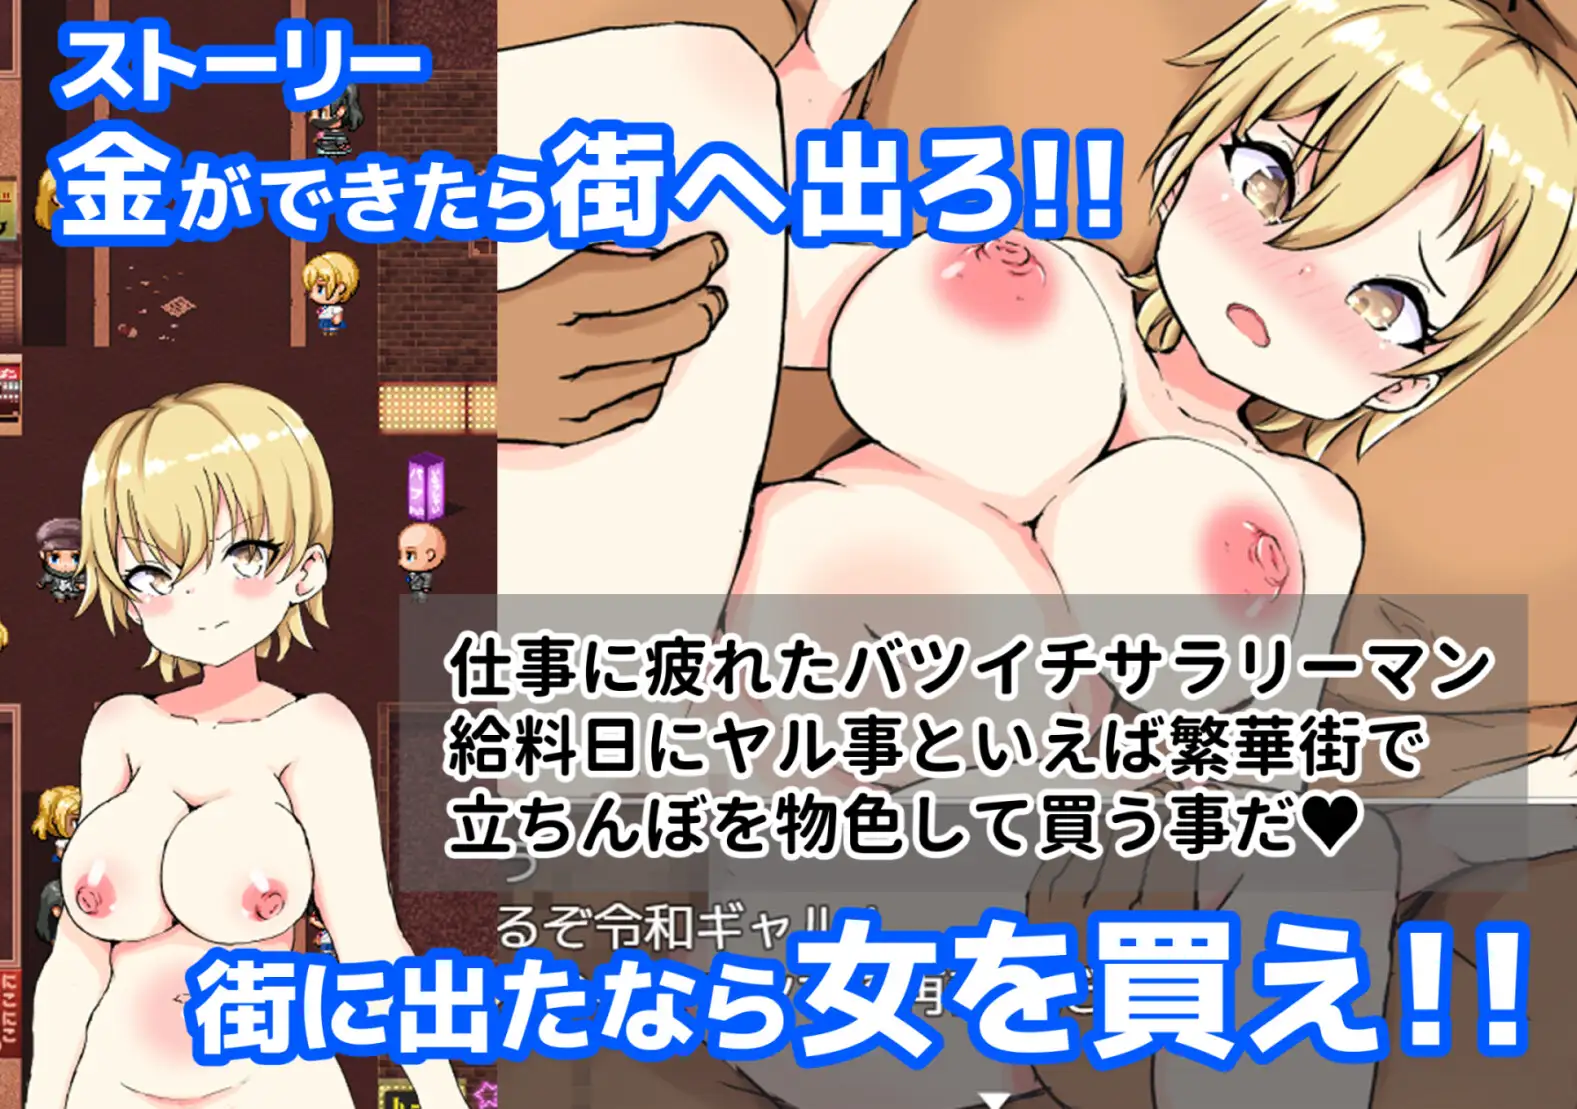 ストーリー
金ができたら街へ出ろ!!
仕事に疲れたバツイチサラリーマン
給料日にヤル事といえば繁華街で
立ちんぼを物色して買う事だ♥
るぞ令和ギャル
街に出たなら女を買え!!